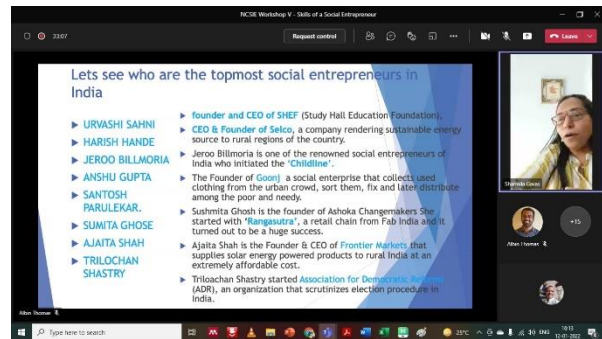 NCSIE Workshop V - Skills of a Social Entrepreneur
33:07
Request control
Leave
Lets see who are the topmost social entrepreneurs in
India
URVASHI SAHNI
HARISH HANDE
JEROO BILLMORIA
ANSHU GUPTA
SANTOSH
PARULEKAR.
SUMITA GHOSE
AJAITA SHAH
TRILOCHAN
SHASTRY
founder and CEO of SHEF (Study Hall Education Foundation),
CEO & Founder of Selco, a company rendering sustainable energy
source to rural regions of the country.
Jeroo Billmoria is one of the renowned social entrepreneurs of
India who initiated the 'Childline'.
The Founder of Goonj a social enterprise that collects used
clothing from the urban crowd, sort them, fix and later distribute
among the poor and needy.
Sushmita Ghosh is the founder of Ashoka Changemakers She
started with 'Rangasutra', a retail chain from Fab India and it
turned out to be a huge success.
Ajaita Shah is the Founder & CEO of Frontier Markets that
supplies solar energy powered products to rural India at an
extremely affordable cost.
Triloachan Shastry started Association for Democratic Reforms
(ADR), an organization that scrutinizes election procedure in
India.
Albin Thomas
Sharmila
Albin Thomas
+15
Type here to search
25°C
ENG
16:13
12-01-2022